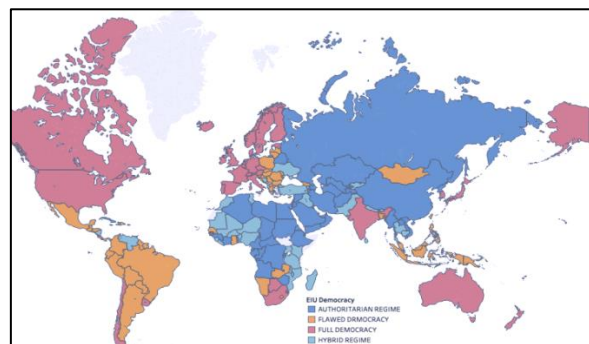 EIU Democracy
AUTHORITARIAN REGIME
FLAWED DRMOCRACY
FULL DEMOCRACY
HYBRID REGIME